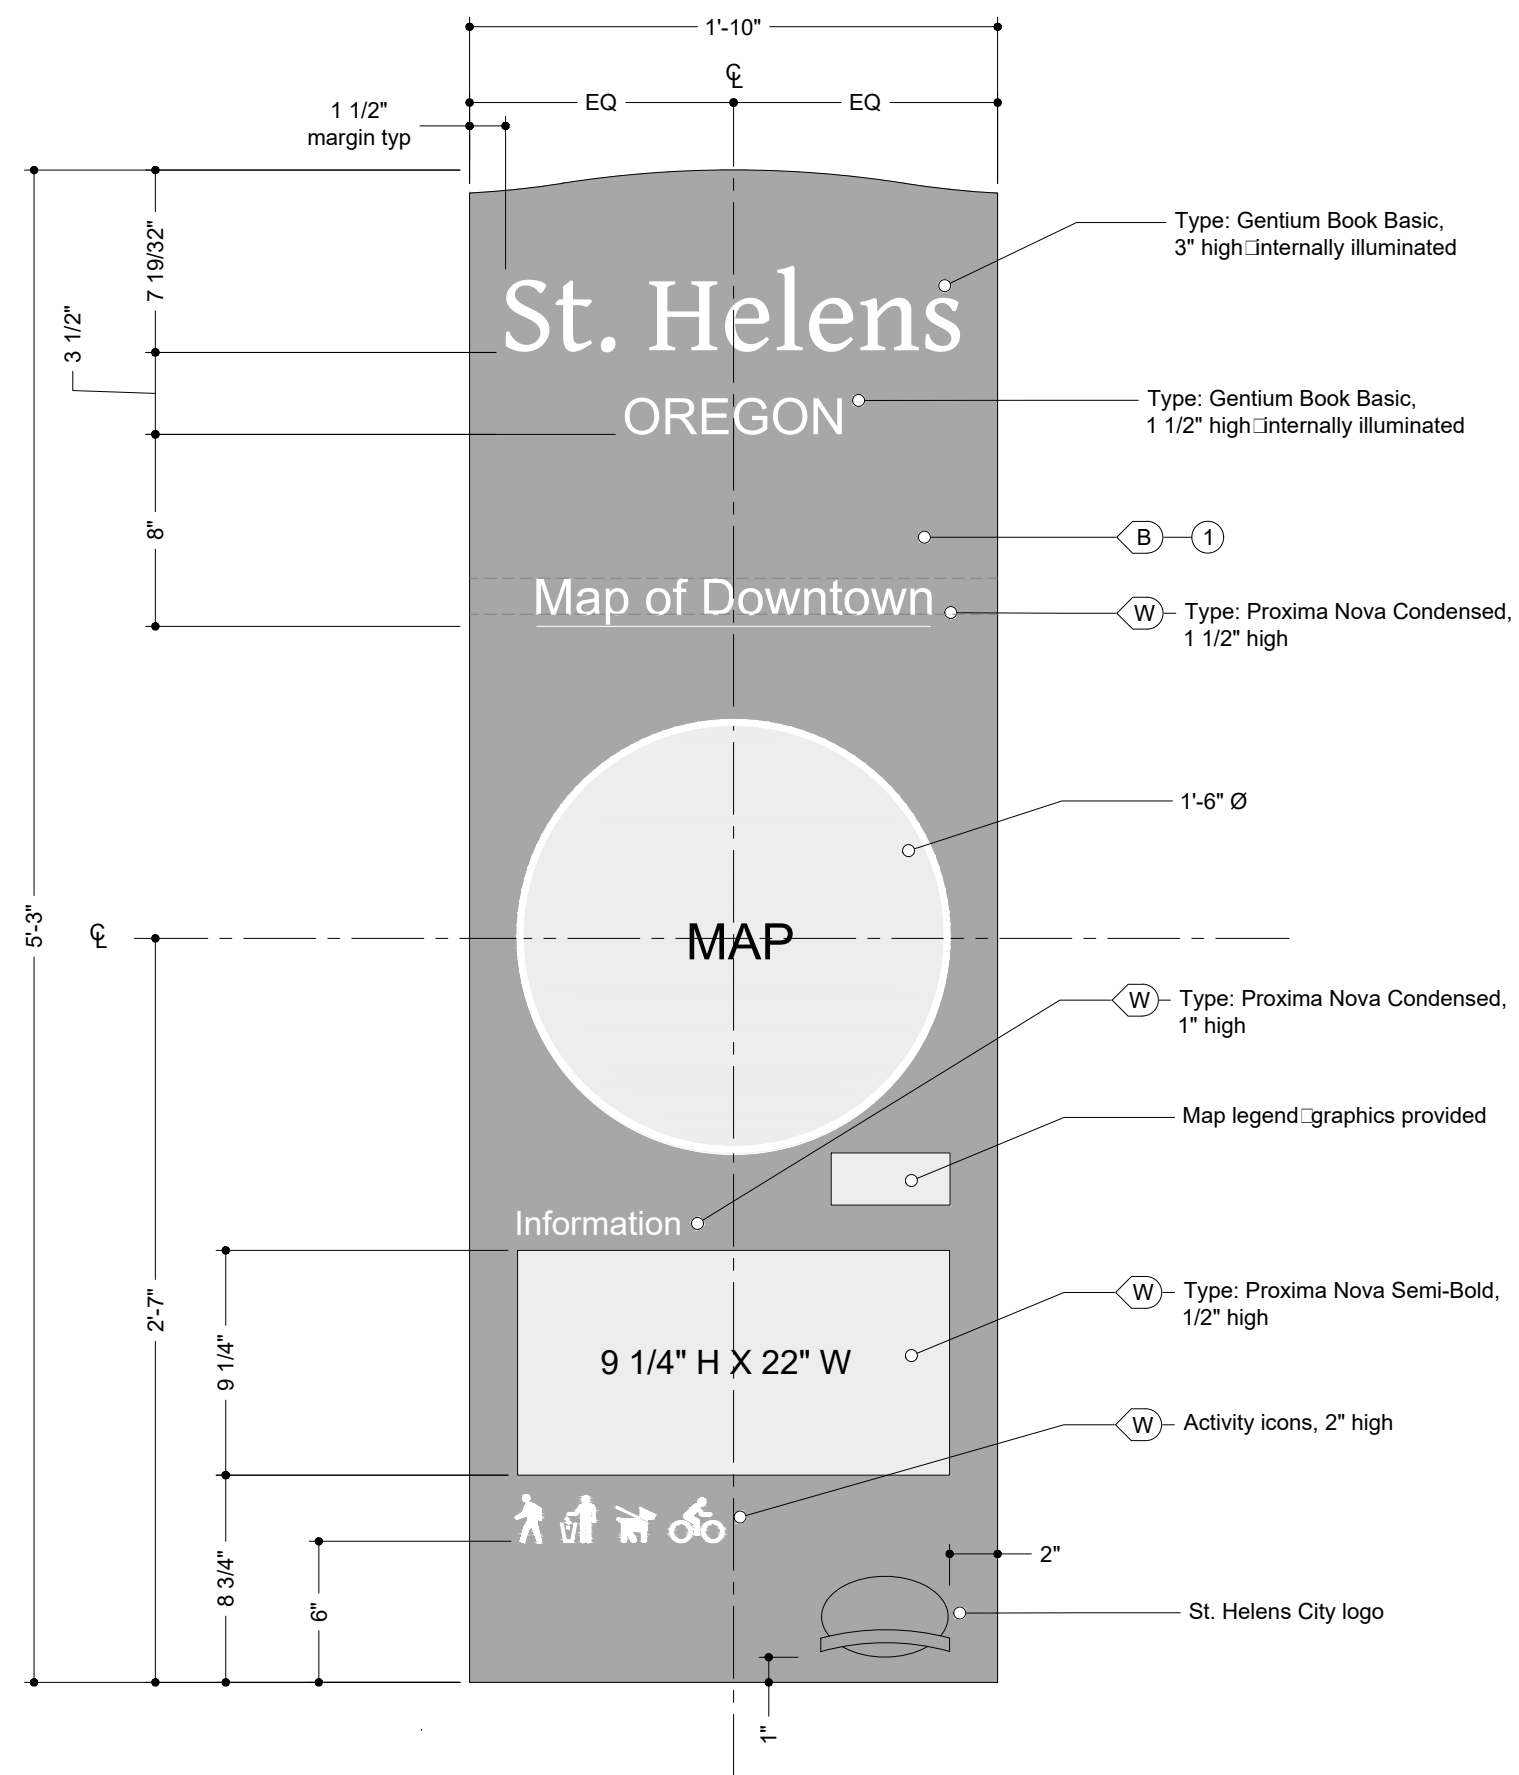 1'-10"
℄
EQ
EQ
1 1/2"
margin typ
7 19/32"
3 1/2"
8"
5'-3"
℄
2'-7"
9 1/4"
8 3/4"
6"
St. Helens
OREGON
Map of Downtown
MAP
Information
9 1/4" H X 22" W
Type: Gentium Book Basic,
3" high□internally illuminated
Type: Gentium Book Basic,
1 1/2" high□internally illuminated
B 1
W Type: Proxima Nova Condensed,
1 1/2" high
1'-6" Ø
W Type: Proxima Nova Condensed,
1" high
Map legend□graphics provided
W Type: Proxima Nova Semi-Bold,
1/2" high
W Activity icons, 2" high
2"
St. Helens City logo
1"